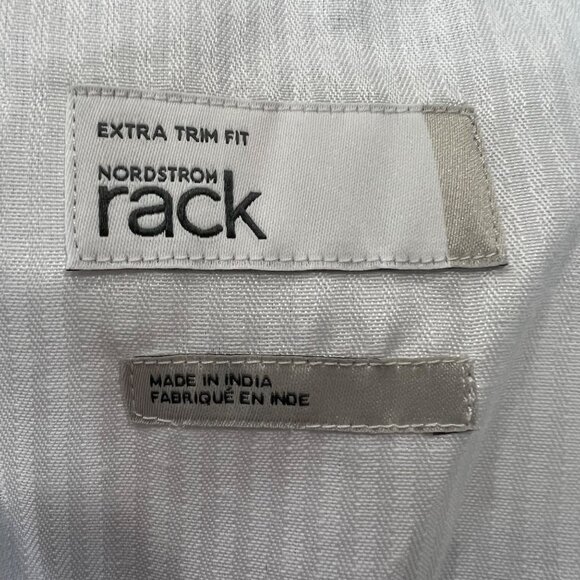 EXTRA TRIM FIT
NORDSTROM
rack
MADE IN INDIA
FABRIQUÉ EN INDE